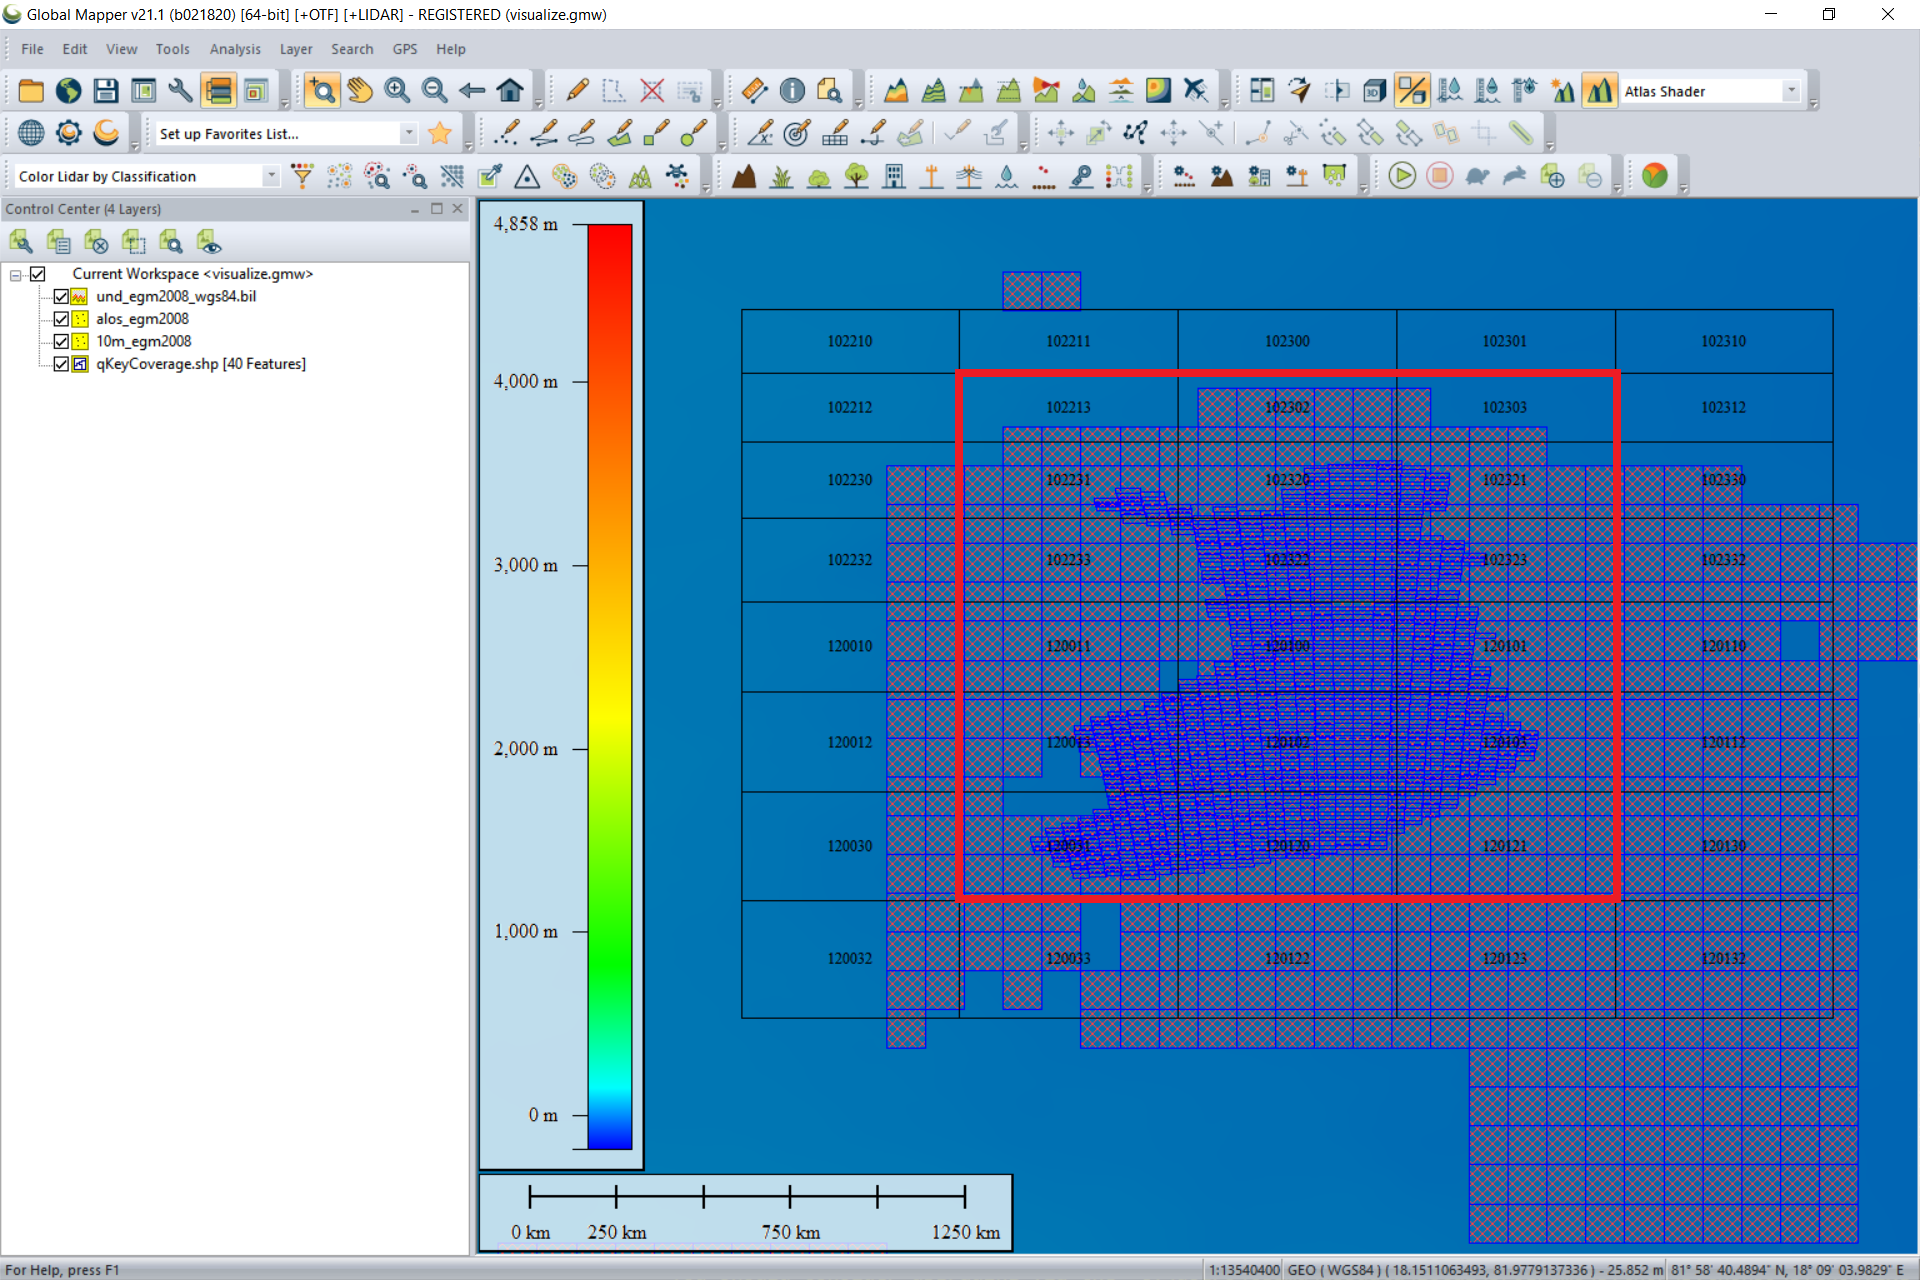 Global Mapper v21.1 (b021820) [64-bit] [+OTF] [+LIDAR] - REGISTERED (visualize.gmw)
File Edit View Tools Analysis Layer Search GPS Help
3D Atlas Shader
Set up Favorites List...
Color Lidar by Classification
Control Center (4 Layers)
Current Workspace <visualize.gmw>
und_egm2008_wgs84.bil
alos_egm2008
10m_egm2008
qKeyCoverage.shp [40 Features]
4,858 m
4,000 m
3,000 m
2,000 m
1,000 m
0 m
102210 102211 102300 102301 102310
102212 102213 102302 102303 102312
102230 102231 102320 102321 102330
102232 102233 102322 102323 102332
120010 120011 120100 120101 120110
120012 120013 120102 120103 120112
120030 120031 120120 120121 120130
120032 120033 120122 120123 120132
0 km 250 km 750 km 1250 km
For Help, press F1
1:13540400 GEO ( WGS84 ) ( 18.1511063493, 81.9779137336 ) - 25.852 m 81° 58' 40.4894" N, 18° 09' 03.9829" E